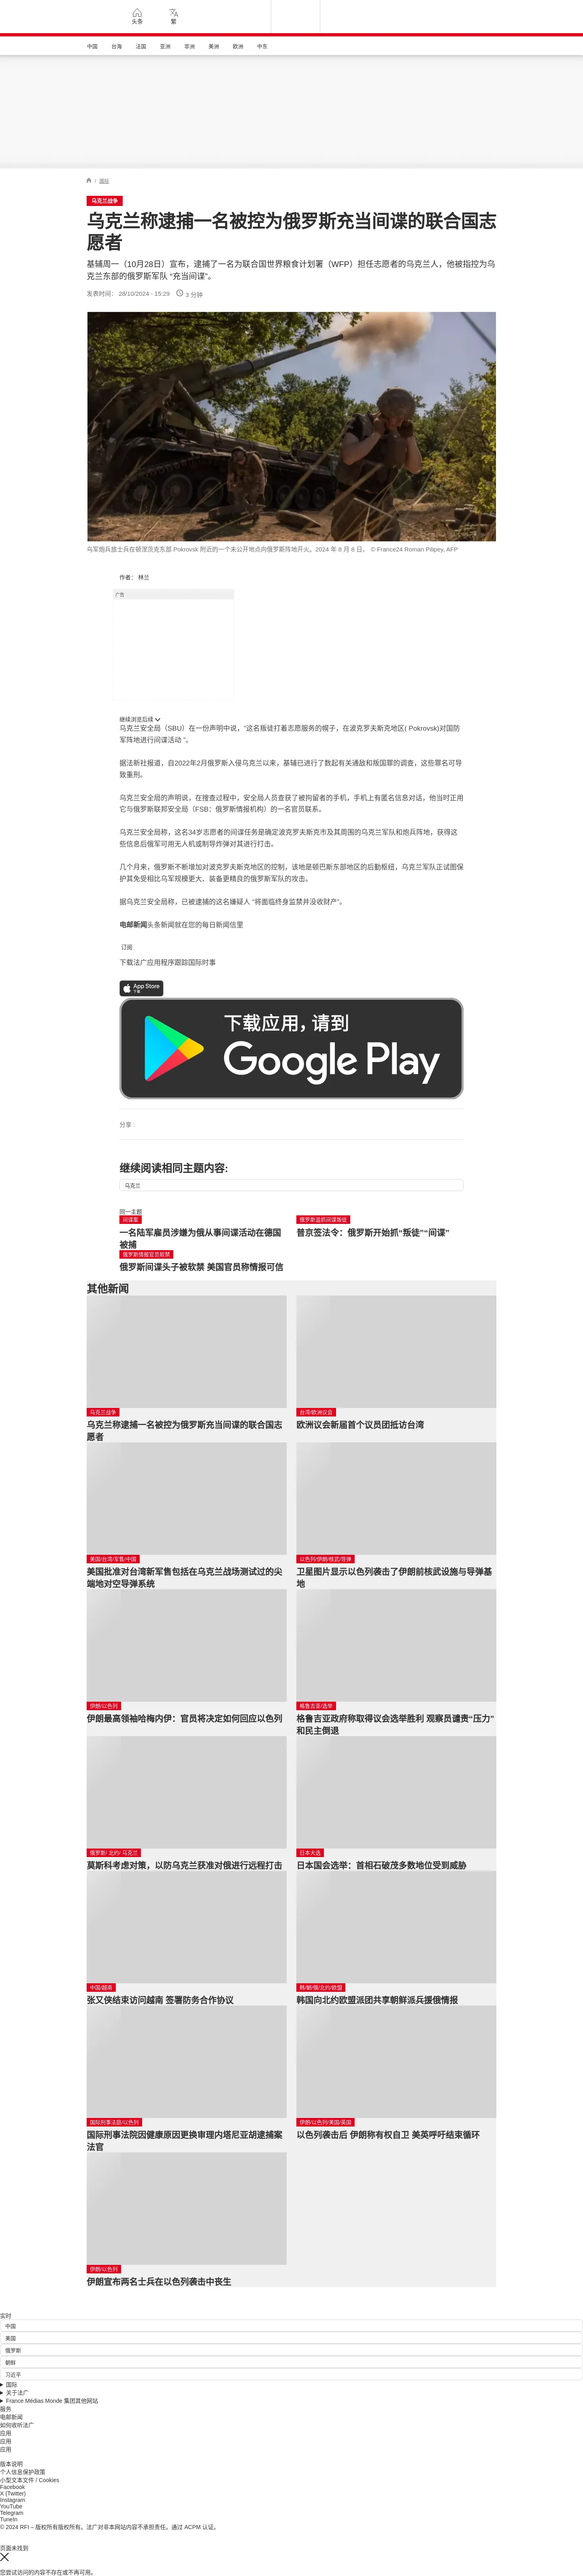 头条
繁
中国
台海
法国
亚洲
非洲
美洲
欧洲
中东
/ 国际
乌克兰战争
乌克兰称逮捕一名被控为俄罗斯充当间谍的联合国志
愿者
基辅周一（10月28日）宣布，逮捕了一名为联合国世界粮食计划署（WFP）担任志愿者的乌克兰人，他被指控为乌
克兰东部的俄罗斯军队 “充当间谍”。
发表时间： 28/10/2024 - 15:29
3 分钟
乌军炮兵旅士兵在顿涅茨克东部 Pokrovsk 附近的一个未公开地点向俄罗斯阵地开火，2024 年 8 月 8 日。 © France24 Roman Pilipey, AFP
作者： 林兰
广告
继续浏览后续
乌克兰安全局（SBU）在一份声明中说，"这名叛徒打着志愿服务的幌子，在波克罗夫斯克地区( Pokrovsk)对国防
军阵地进行间谍活动 "。
据法新社报道，自2022年2月俄罗斯入侵乌克兰以来，基辅已进行了数起有关通敌和叛国罪的调查，这些罪名可导
致重刑。
乌克兰安全局的声明说，在搜查过程中，安全局人员查获了被拘留者的手机，手机上有匿名信息对话，他当时正用
它与俄罗斯联邦安全局（FSB：俄罗斯情报机构）的一名官员联系。
乌克兰安全局称，这名34岁志愿者的间谍任务是确定波克罗夫斯克市及其周围的乌克兰军队和炮兵阵地，获得这
些信息后俄军可用无人机或制导炸弹对其进行打击。
几个月来，俄罗斯不断增加对波克罗夫斯克地区的控制，该地是顿巴斯东部地区的后勤枢纽，乌克兰军队正试图保
护其免受相比乌军规模更大、装备更精良的俄罗斯军队的攻击。
据乌克兰安全局称，已被逮捕的这名嫌疑人 “将面临终身监禁并没收财产”。
电邮新闻头条新闻就在您的每日新闻信里
订阅
下载法广应用程序跟踪国际时事
App Store
下载
下载应用，请到
Google Play
分享 :
继续阅读相同主题内容:
乌克兰
同一主题
间谍案
一名陆军雇员涉嫌为俄从事间谍活动在德国
被捕
俄罗斯滥抓间谍叛徒
普京签法令：俄罗斯开始抓“叛徒”“间谍”
俄罗斯情报官员软禁
俄罗斯间谍头子被软禁 美国官员称情报可信
其他新闻
乌克兰战争
乌克兰称逮捕一名被控为俄罗斯充当间谍的联合国志
愿者
台湾/欧洲议会
欧洲议会新届首个议员团抵访台湾
美国/台湾/军售/中国
美国批准对台湾新军售包括在乌克兰战场测试过的尖
端地对空导弹系统
以色列/伊朗/核武/导弹
卫星图片显示以色列袭击了伊朗前核武设施与导弹基
地
伊朗/以色列
伊朗最高领袖哈梅内伊：官员将决定如何回应以色列
格鲁吉亚/选举
格鲁吉亚政府称取得议会选举胜利 观察员谴责“压力”
和民主倒退
俄罗斯/ 北约/ 乌克兰
莫斯科考虑对策，以防乌克兰获准对俄进行远程打击
日本大选
日本国会选举：首相石破茂多数地位受到威胁
中国/越南
张又侠结束访问越南 签署防务合作协议
韩/朝/俄/北约/欧盟
韩国向北约欧盟派团共享朝鲜派兵援俄情报
国际刑事法庭/以色列
国际刑事法院因健康原因更换审理内塔尼亚胡逮捕案
法官
伊朗/以色列/美国/英国
以色列袭击后 伊朗称有权自卫 美英呼吁结束循环
伊朗/以色列
伊朗宣布两名士兵在以色列袭击中丧生
实时
中国
美国
俄罗斯
朝鲜
习近平
国际
关于法广
France Médias Monde 集团其他网站
服务
电邮新闻
如何收听法广
应用
应用
应用
版本说明
个人信息保护政策
小型文本文件 / Cookies
Facebook
X (Twitter)
Instagram
YouTube
Telegram
TuneIn
© 2024 RFI – 版权所有版权所有。法广对非本网站内容不承担责任。通过 ACPM 认证。
页面未找到
您尝试访问的内容不存在或不再可用。